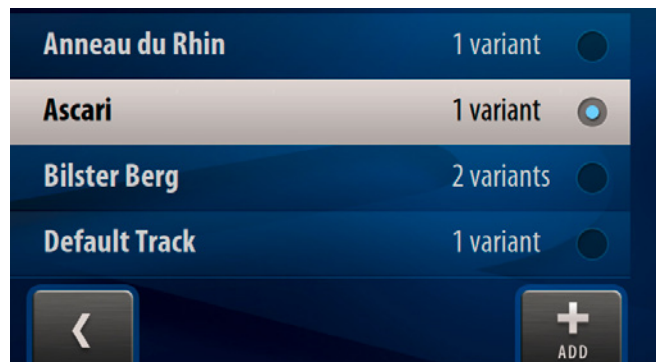 Anneau du Rhin 1 variant
Ascari 1 variant
Bilster Berg 2 variants
Default Track 1 variant
ADD